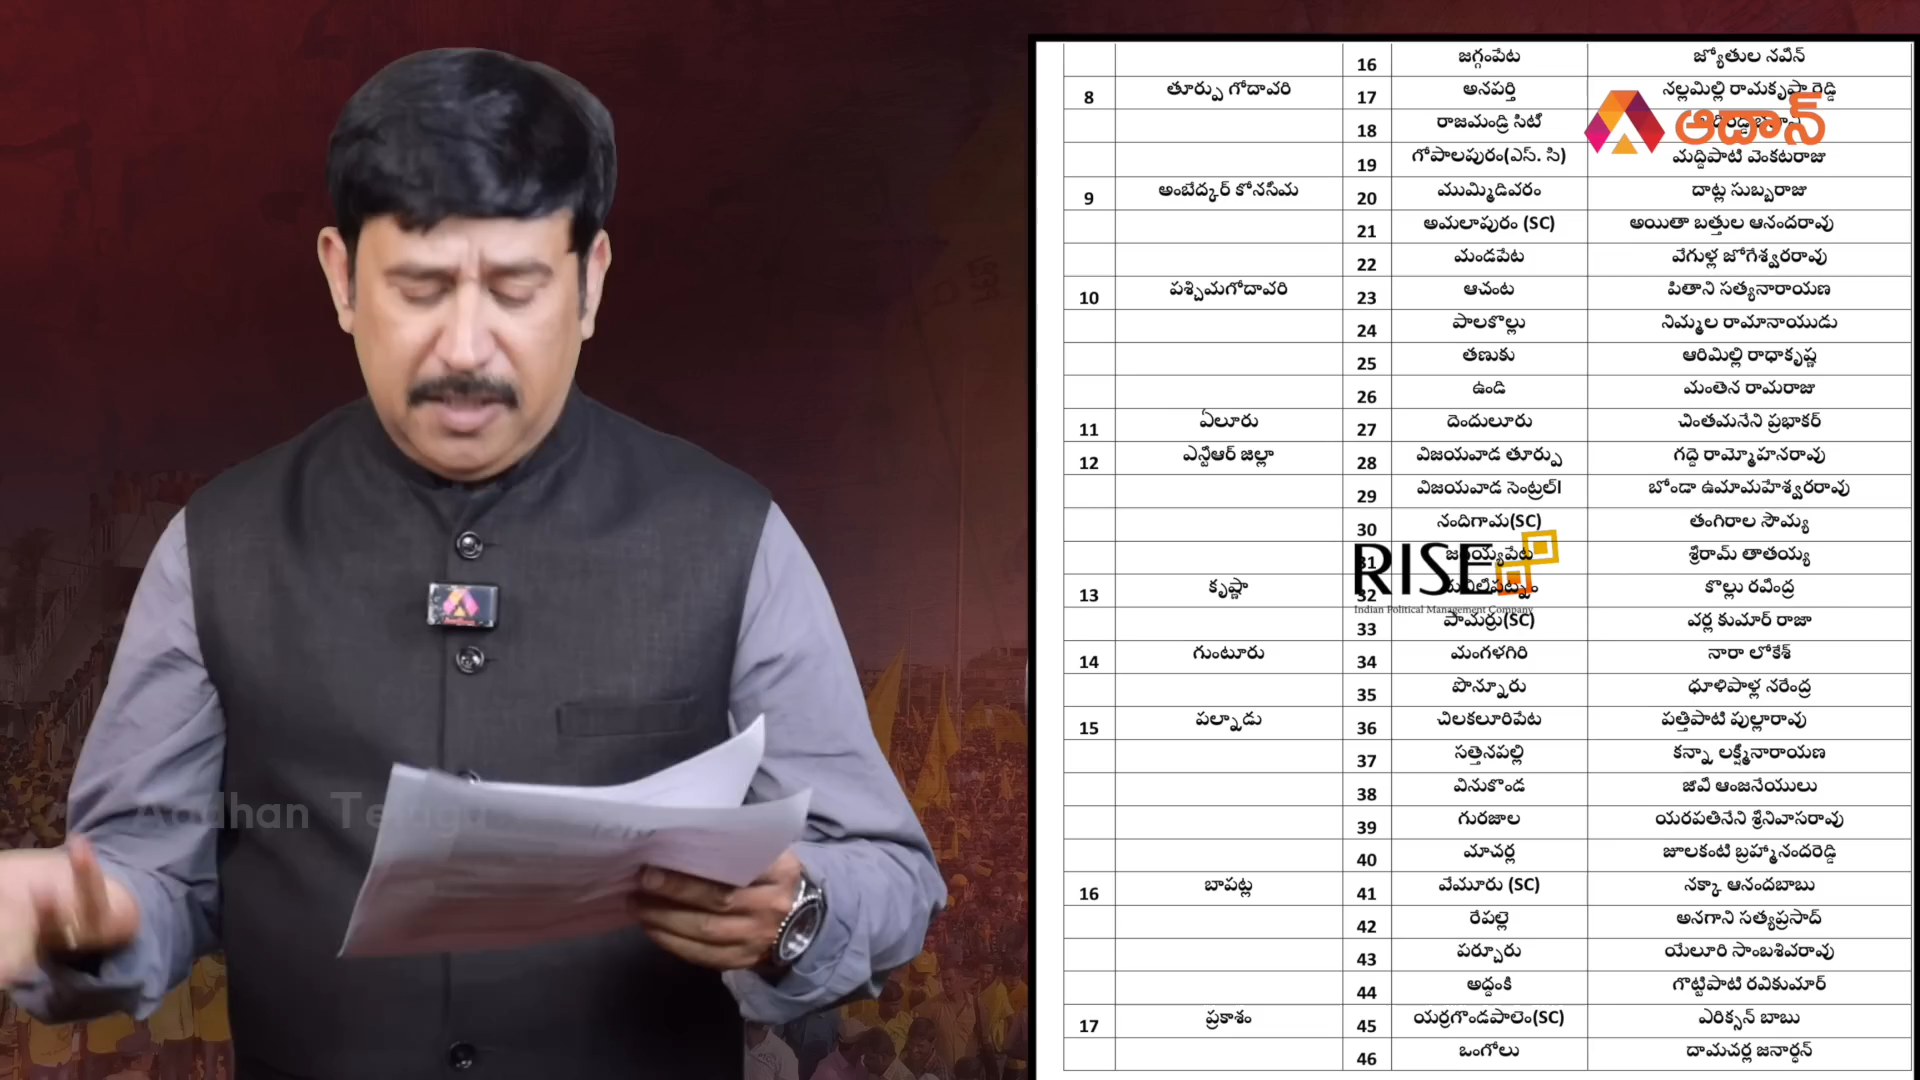 16 జగ్గంపేట జ్యోతుల నవీన్
8 తూర్పు గోదావరి 17 అనపర్తి నల్లమిల్లి రామకృష్ణా రెడ్డి
18 రాజమండ్రి సిటీ
ఆదాన్
19 గోపాలపురం(ఎస్. సి) మద్దిపాటి వెంకటరాజు
9 అంబేద్కర్ కోనసీమ 20 ముమ్మిడివరం దాట్ల సుబ్బరాజు
21 అమలాపురం (SC) అయితా బత్తుల ఆనందరావు
22 మండపేట వేగుళ్ల జోగేశ్వరరావు
10 పశ్చిమగోదావరి 23 ఆచంట పితాని సత్యనారాయణ
24 పాలకొల్లు నిమ్మల రామానాయుడు
25 తణుకు ఆరిమిల్లి రాధాకృష్ణ
26 ఉండి మంతెన రామరాజు
11 ఏలూరు 27 దెందులూరు చింతమనేని ప్రభాకర్
12 ఎన్టీఆర్ జిల్లా 28 విజయవాడ తూర్పు గద్దె రామ్మోహనరావు
29 విజయవాడ సెంట్రల్l బోండా ఉమామహేశ్వరరావు
30 నందిగామ(SC) తంగిరాల సౌమ్య
31 జగ్గయ్యపేట శ్రీరామ్ తాతయ్య
RISE
13 కృష్ణా 32 మచిలీపట్నం కొల్లు రవీంద్ర
Indian Political Management Company
33 పామర్రు(SC) వర్ల కుమార్ రాజా
14 గుంటూరు 34 మంగళగిరి నారా లోకేశ్
35 పొన్నూరు ధూళిపాళ్ల నరేంద్ర
15 పల్నాడు 36 చిలకలూరిపేట పత్తిపాటి పుల్లారావు
37 సత్తెనపల్లి కన్నా లక్ష్మీనారాయణ
38 వినుకొండ జీవీ ఆంజనేయులు
39 గురజాల యరపతినేని శ్రీనివాసరావు
40 మాచర్ల జూలకంటి బ్రహ్మానందరెడ్డి
16 బాపట్ల 41 వేమూరు (SC) నక్కా ఆనందబాబు
42 రేపల్లె అనగాని సత్యప్రసాద్
43 పర్చూరు యేలూరి సాంబశివరావు
44 అద్దంకి గొట్టిపాటి రవికుమార్
17 ప్రకాశం 45 యర్రగొండపాలెం(SC) ఎరిక్సన్ బాబు
46 ఒంగోలు దామచర్ల జనార్ధన్
Aadhan Telugu